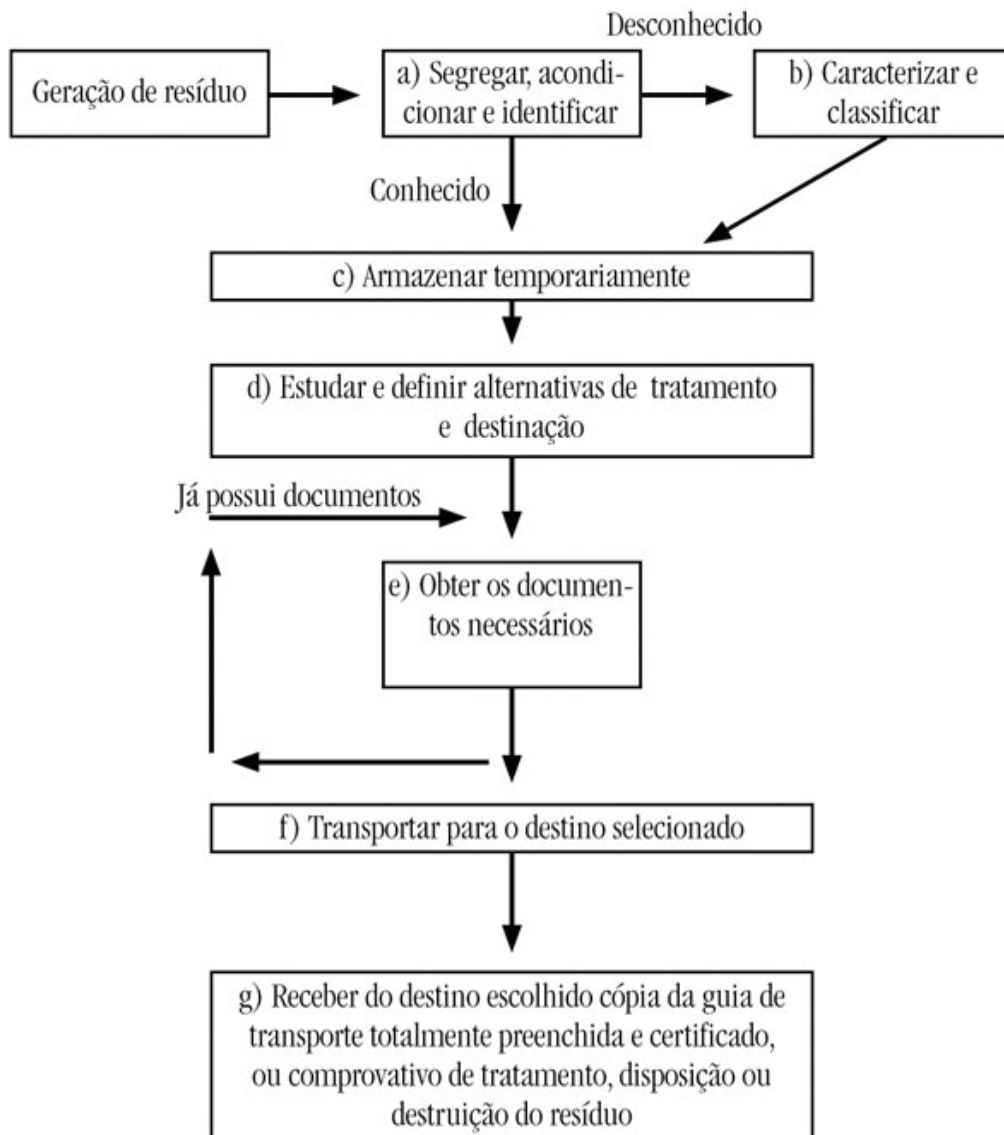 Desconhecido
Geração de resíduo
a) Segregar, acondi-
cionar e identificar
b) Caracterizar e
classificar
Conhecido
c) Armazenar temporariamente
d) Estudar e definir alternativas de tratamento
e destinação
Já possui documentos
e) Obter os documen-
tos necessários
f) Transportar para o destino selecionado
g) Receber do destino escolhido cópia da guia de
transporte totalmente preenchida e certificado,
ou comprovativo de tratamento, disposição ou
destruição do resíduo